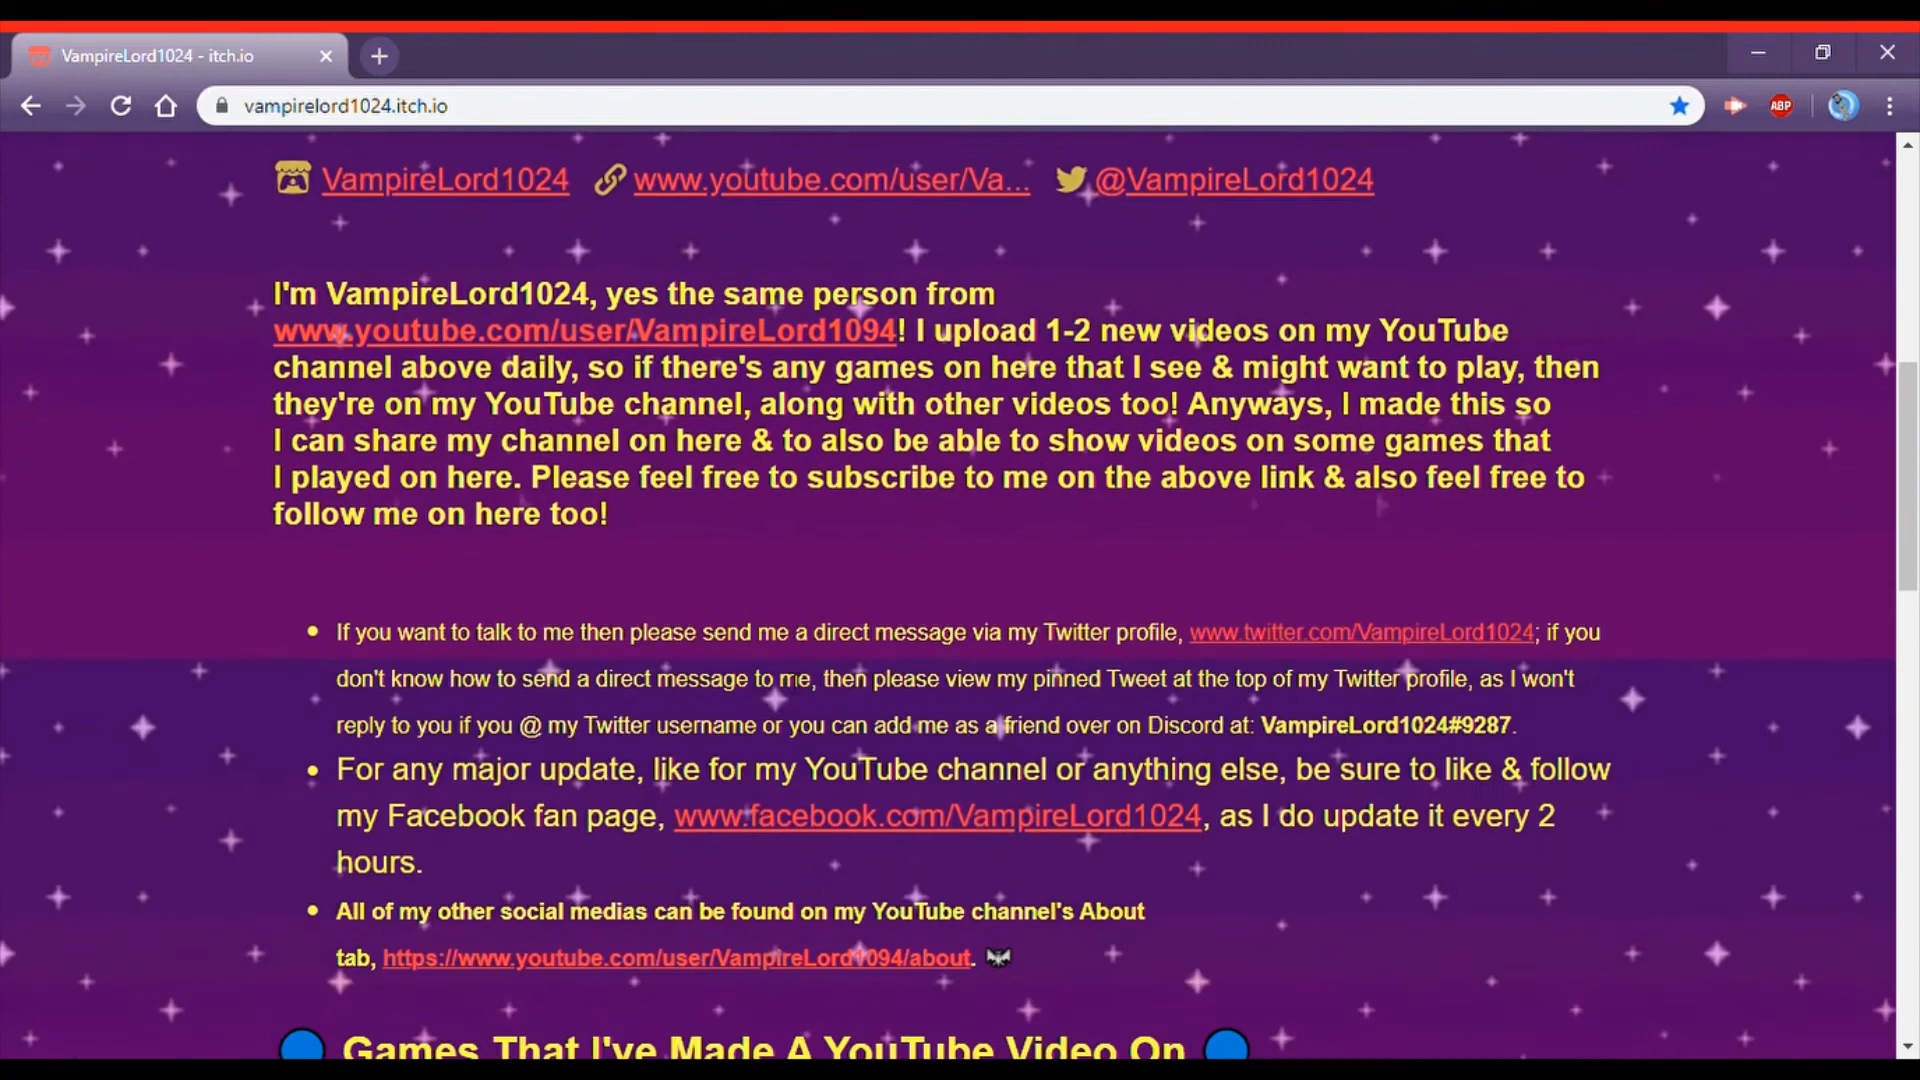 VampireLord1024 - itch.io
vampirelord1024.itch.io
ABP
VampireLord1024 www.youtube.com/user/Va... @VampireLord1024
I'm VampireLord1024, yes the same person from
www.youtube.com/user/VampireLord1094! I upload 1-2 new videos on my YouTube
channel above daily, so if there's any games on here that I see & might want to play, then
they're on my YouTube channel, along with other videos too! Anyways, I made this so
I can share my channel on here & to also be able to show videos on some games that
I played on here. Please feel free to subscribe to me on the above link & also feel free to
follow me on here too!
If you want to talk to me then please send me a direct message via my Twitter profile, www.twitter.com/VampireLord1024; if you
don't know how to send a direct message to me, then please view my pinned Tweet at the top of my Twitter profile, as I won't
reply to you if you @ my Twitter username or you can add me as a friend over on Discord at: VampireLord1024#9287.
For any major update, like for my YouTube channel or anything else, be sure to like & follow
my Facebook fan page, www.facebook.com/VampireLord1024, as I do update it every 2
hours.
All of my other social medias can be found on my YouTube channel's About
tab, https://www.youtube.com/user/VampireLord1094/about.
Games That I've Made A YouTube Video On